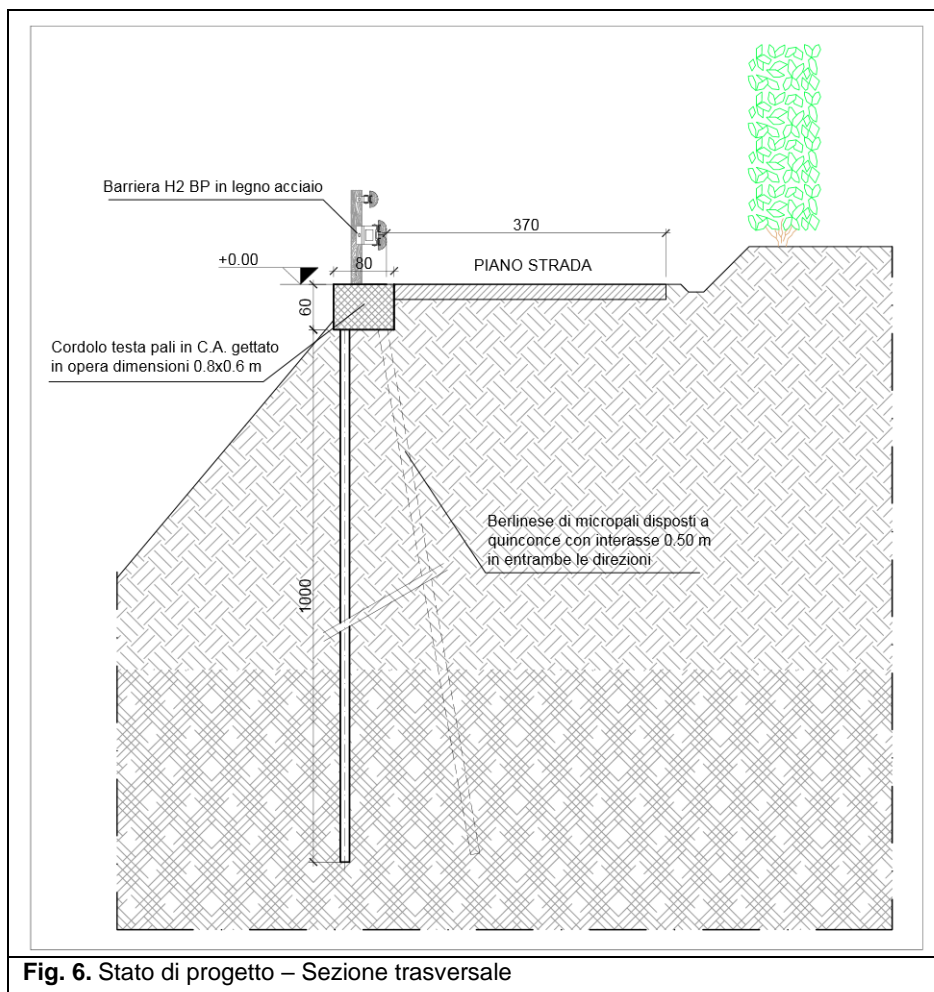 Barriera H2 BP in legno acciaio
370
+0.00
80
PIANO STRADA
60
Cordolo testa pali in C.A. gettato
in opera dimensioni 0.8x0.6 m
Berlinese di micropali disposti a
quinconce con interasse 0.50 m
in entrambe le direzioni
1000
Fig. 6. Stato di progetto – Sezione trasversale